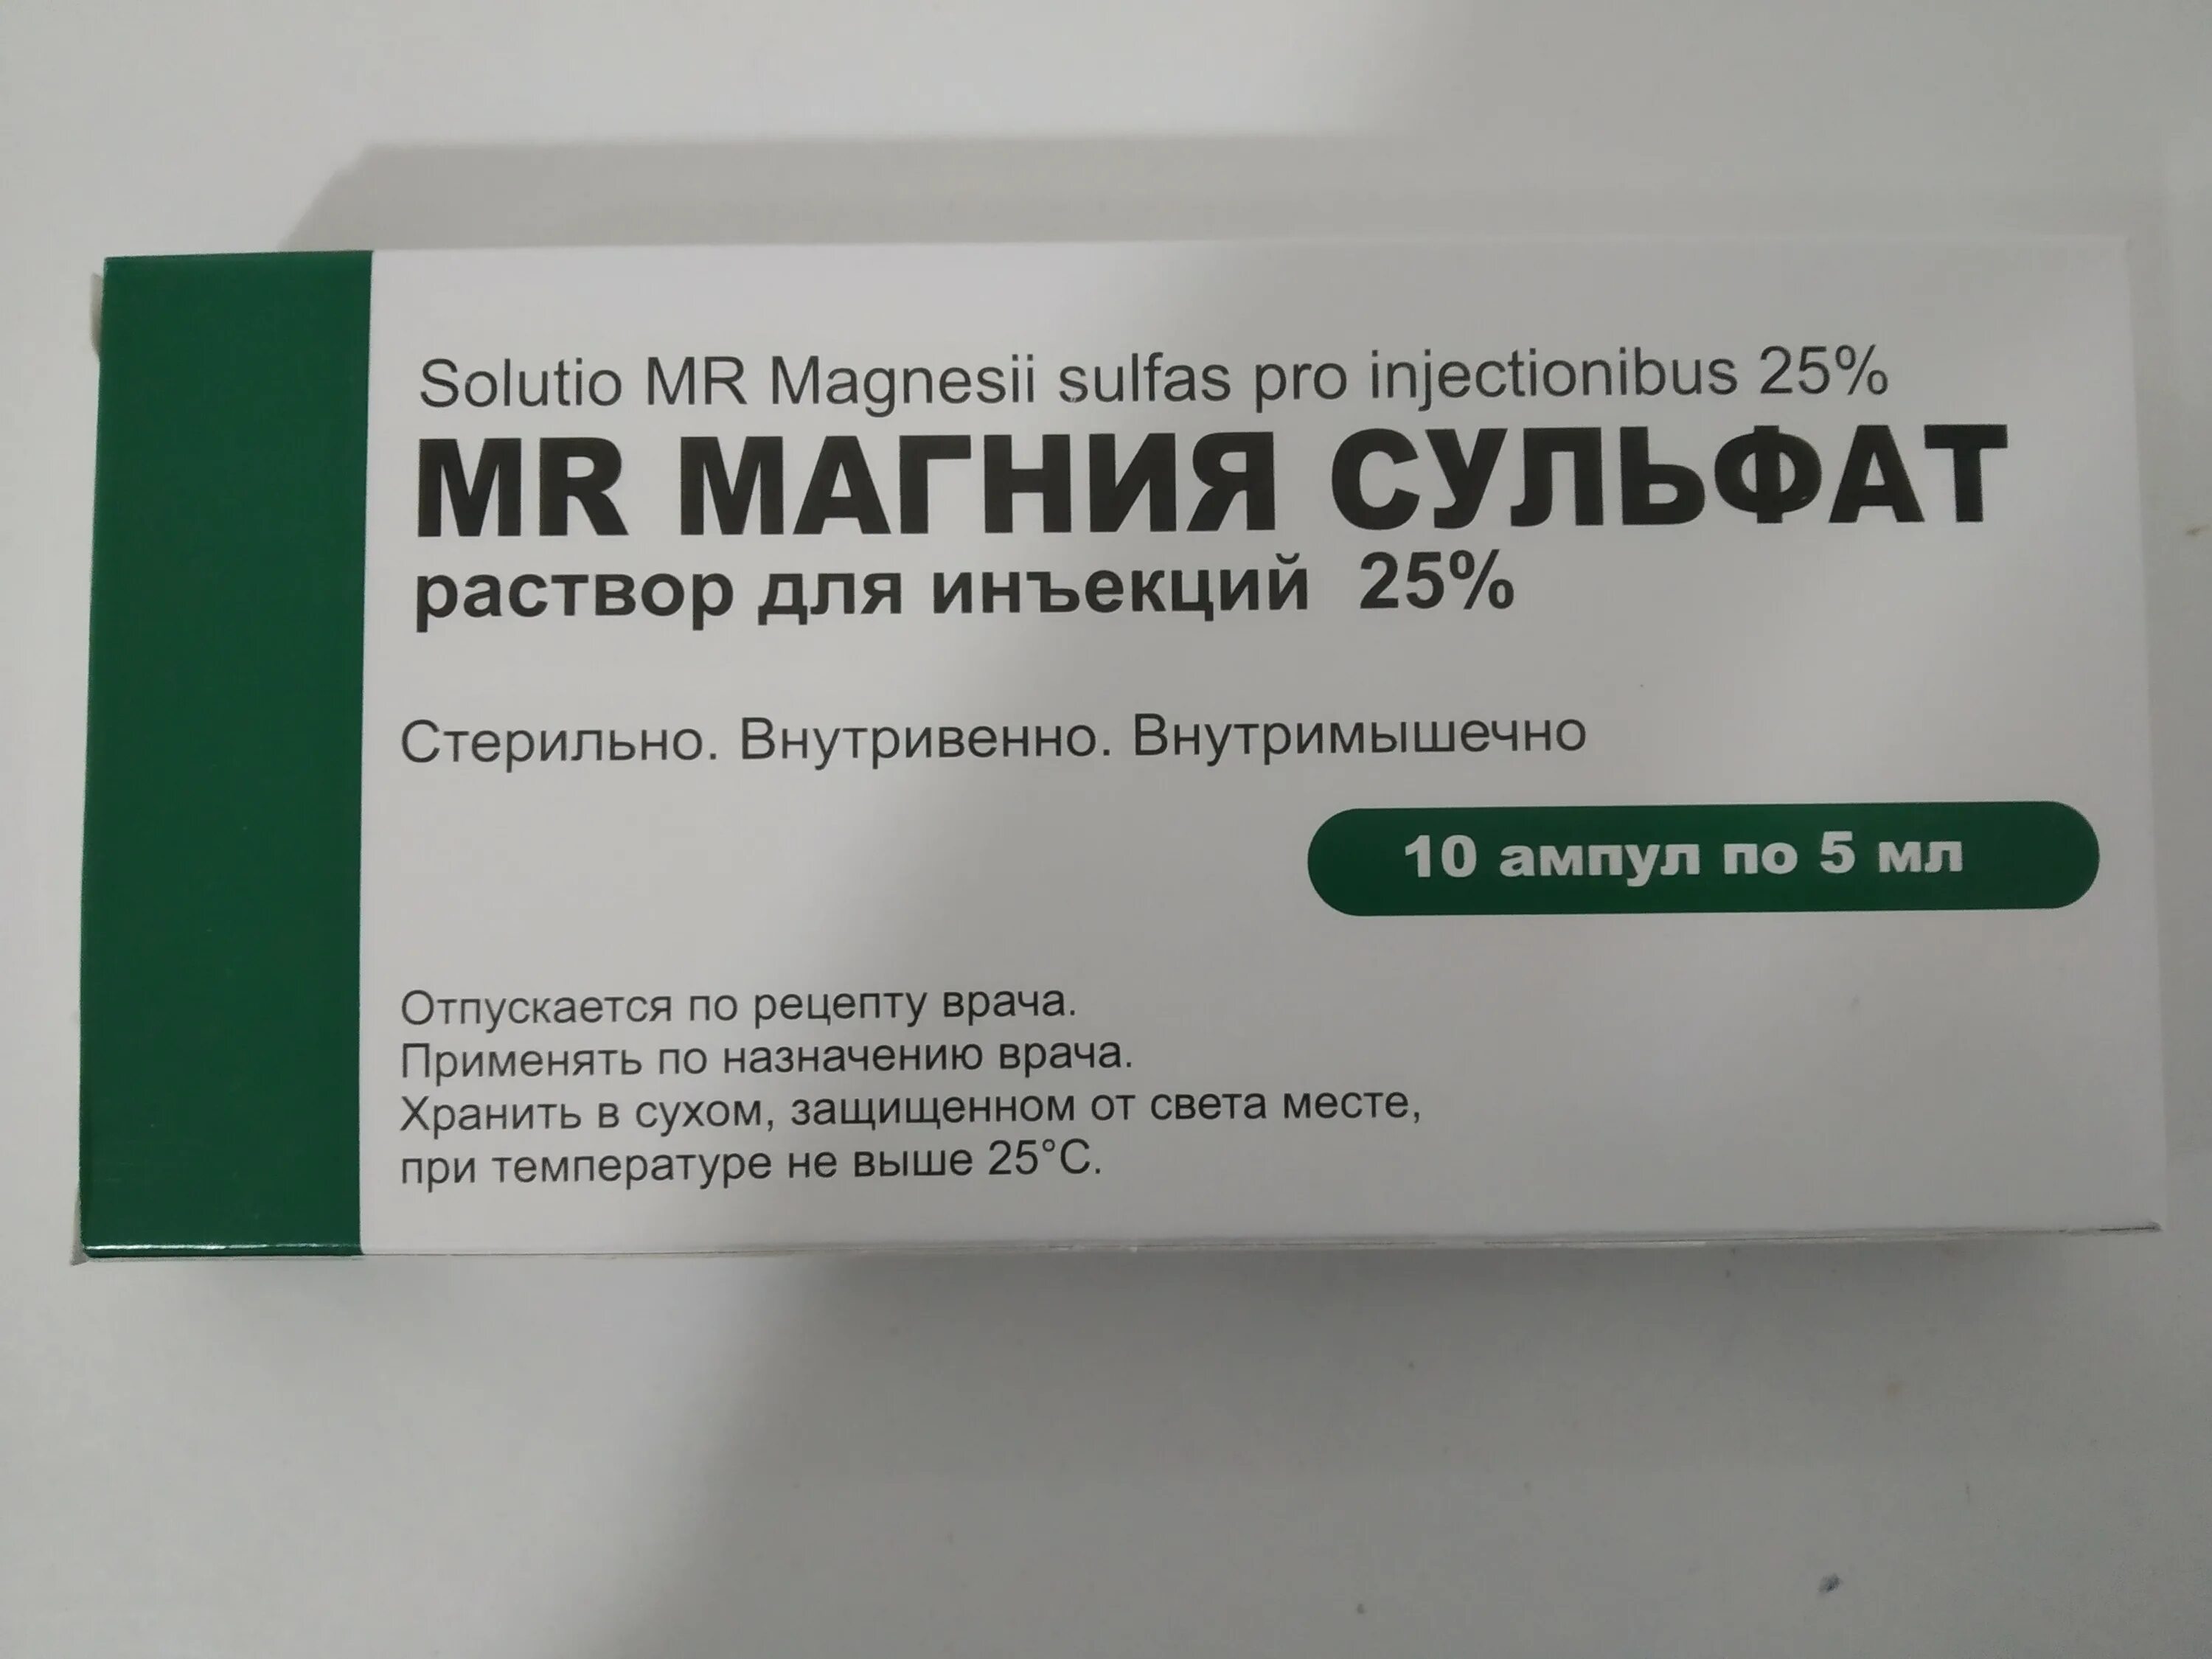 Solutio MR Magnesii sulfas pro injectionibus 25%
MR МАГНИЯ СУЛЬФАТ
раствор для инъекций 25%
Стерильно. Внутривенно. Внутримышечно
10 ампул по 5 мл
Отпускается по рецепту врача.
Применять по назначению врача.
Хранить в сухом, защищенном от света месте,
при температуре не выше 25°С.